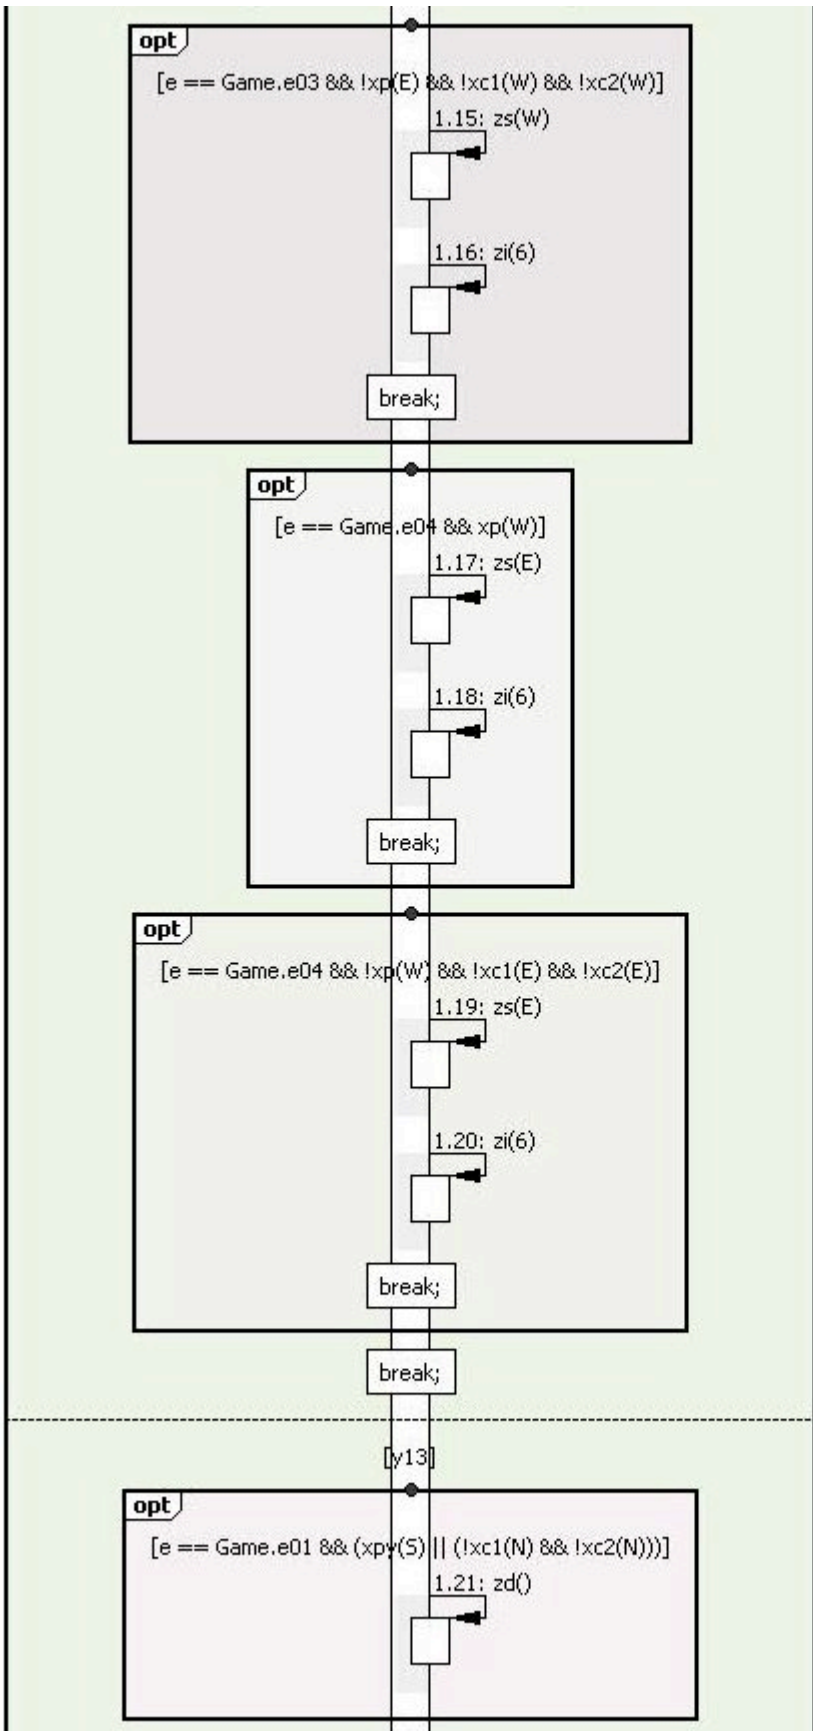 opt
[e == Game.e03 && !xp(E) && !xc1(W) && !xc2(W)]
1.15: zs(W)
1.16: zi(6)
break;
opt
[e == Game.e04 && xp(W)]
1.17: zs(E)
1.18: zi(6)
break;
opt
[e == Game.e04 && !xp(W) && !xc1(E) && !xc2(E)]
1.19: zs(E)
1.20: zi(6)
break;
break;
[y13]
opt
[e == Game.e01 && (xpy(S) || (!xc1(N) && !xc2(N)))]
1.21: zd()